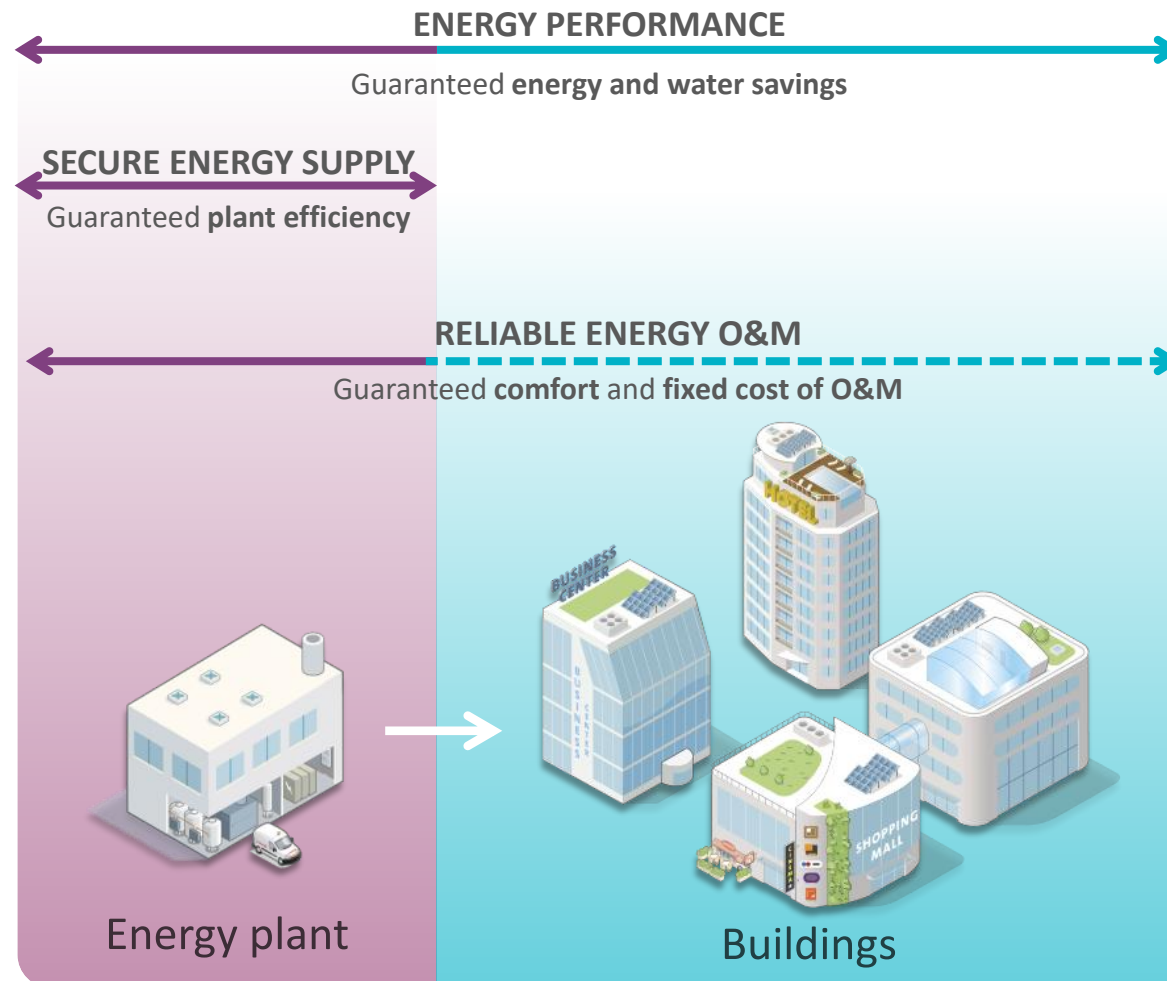 ENERGY PERFORMANCE
Guaranteed energy and water savings
SECURE ENERGY SUPPLY
Guaranteed plant efficiency
RELIABLE ENERGY O&M
Guaranteed comfort and fixed cost of O&M
HOTEL
BUSINESS
CENTER
BUSINESS
CENTER
SHOPPING
MALL
CINEMA
Energy plant
Buildings